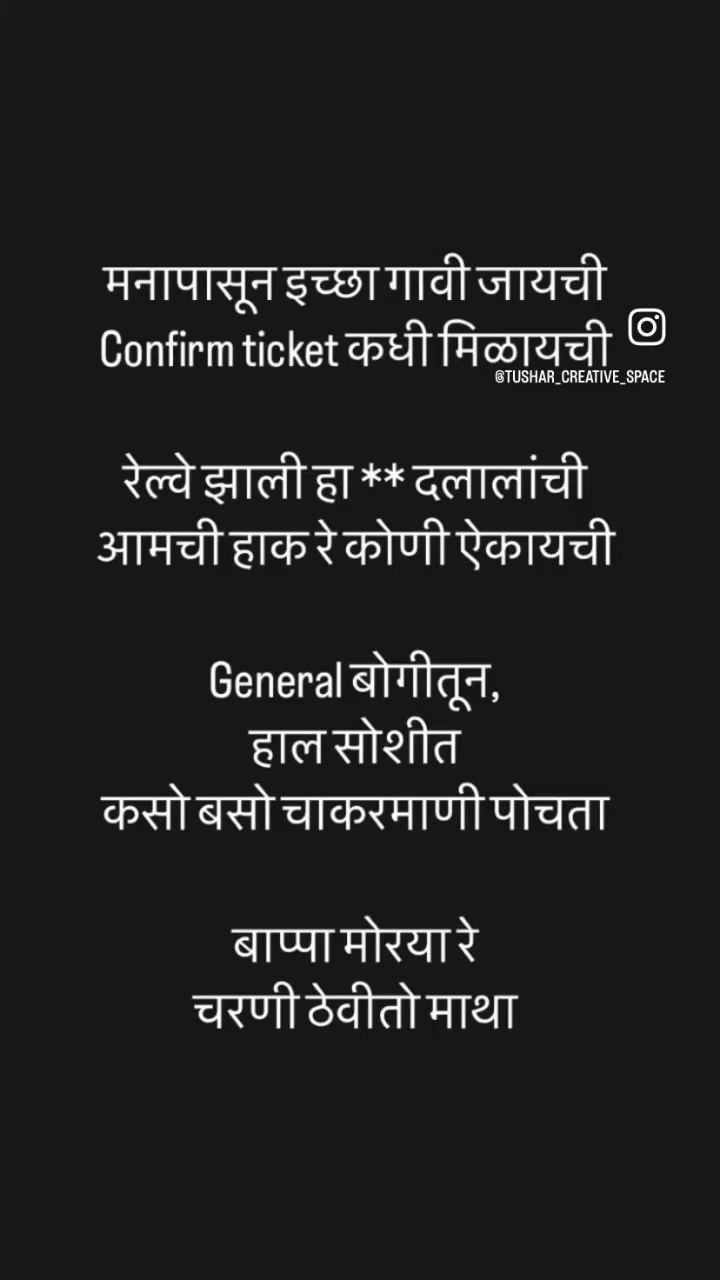 मनापासून इच्छा गावी जायची
Confirm ticket कधी मिळायची
@TUSHAR_CREATIVE_SPACE
रेल्वे झाली हा ** दलालांची
आमची हाक रे कोणी ऐकायची
General बोगीतून,
हाल सोशीत
कसो बसो चाकरमाणी पोचता
बाप्पा मोरया रे
चरणी ठेवीतो माथा